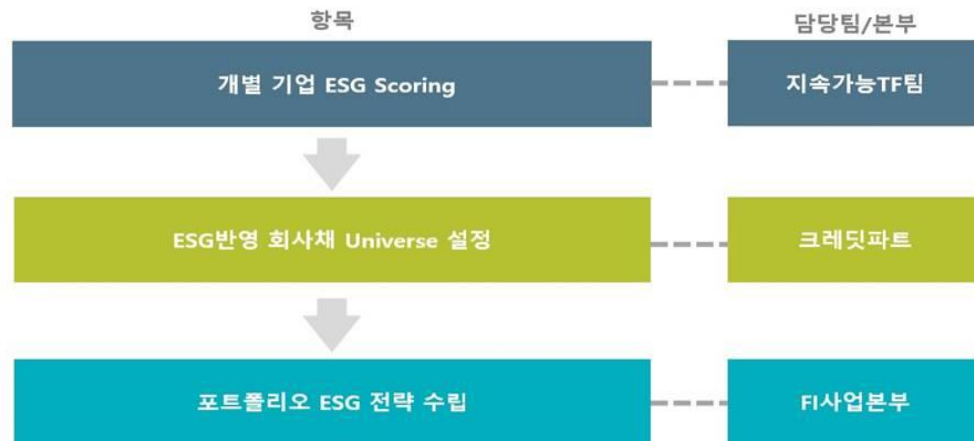 항목
담당팀/본부
개별 기업 ESG Scoring
지속가능TF팀
ESG반영 회사채 Universe 설정
크레딧파트
포트폴리오 ESG 전략 수립
FI사업본부